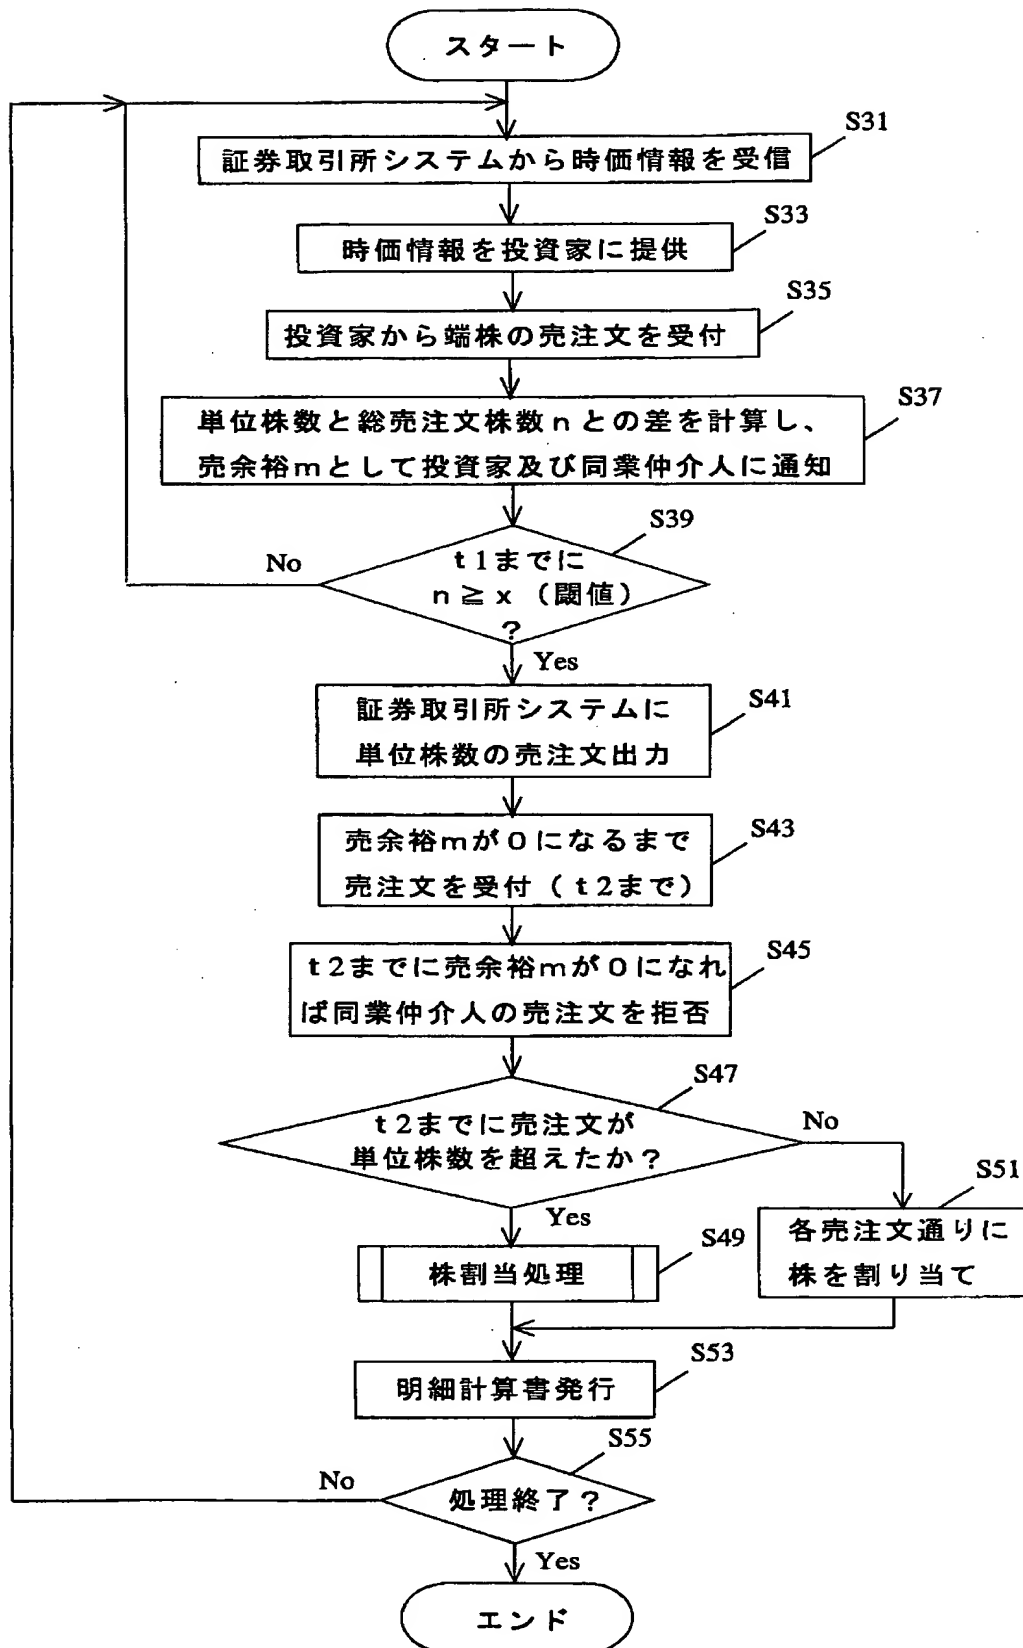 スタート
S31
証券取引所システムから時価情報を受信
S33
時価情報を投資家に提供
S35
投資家から端株の売注文を受付
S37
単位株数と総売注文株数nとの差を計算し、
売余裕mとして投資家及び同業仲介人に通知
S39
No
t1までに
n≧x（閾値）
?
Yes
S41
証券取引所システムに
単位株数の売注文出力
S43
売余裕mが0になるまで
売注文を受付（t2まで）
S45
t2までに売余裕mが0になれ
ば同業仲介人の売注文を拒否
S47
t2までに売注文が
単位株数を超えたか？
No
Yes
S51
各売注文通りに
株を割り当て
S49
株割当処理
S53
明細計算書発行
S55
No
処理終了？
Yes
エンド